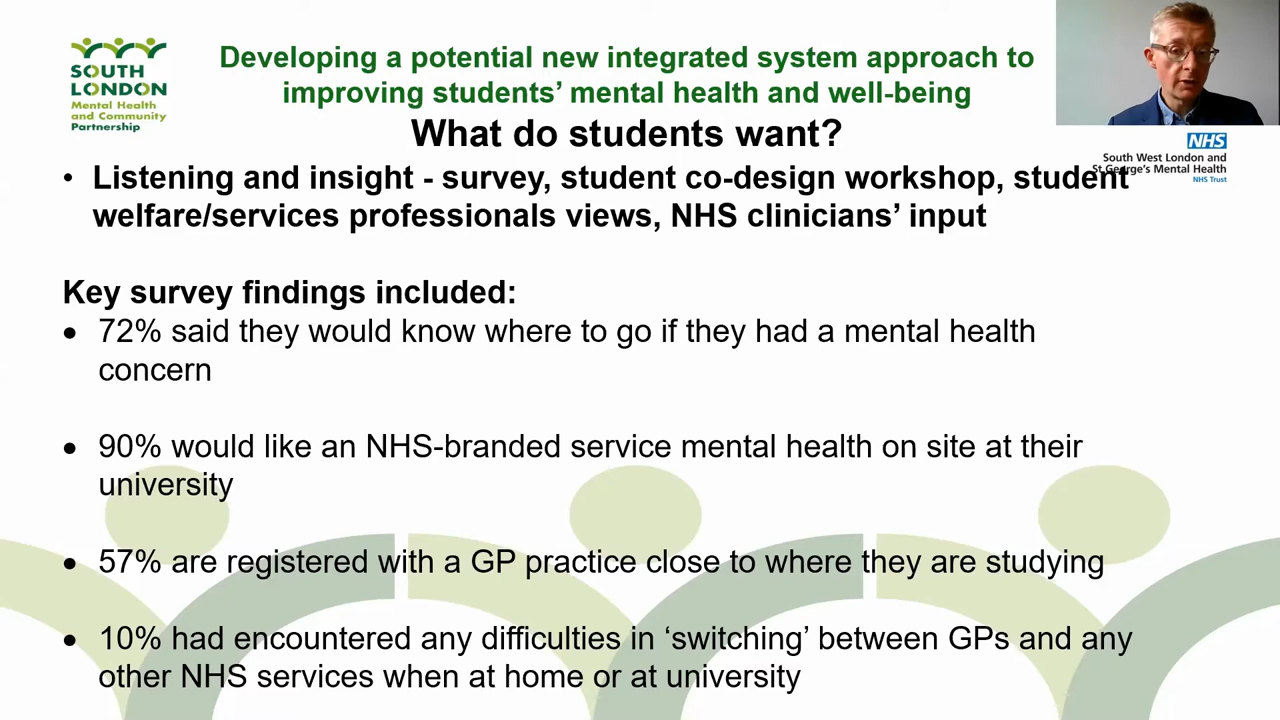 SOUTH
LONDON
Mental Health
and Community
Partnership
Developing a potential new integrated system approach to
improving students’ mental health and well-being
What do students want?
NHS
South West London and
St George's Mental Health
NHS Trust
• Listening and insight - survey, student co-design workshop, student
welfare/services professionals views, NHS clinicians’ input
Key survey findings included:
• 72% said they would know where to go if they had a mental health
concern
• 90% would like an NHS-branded service mental health on site at their
university
• 57% are registered with a GP practice close to where they are studying
• 10% had encountered any difficulties in ‘switching’ between GPs and any
other NHS services when at home or at university